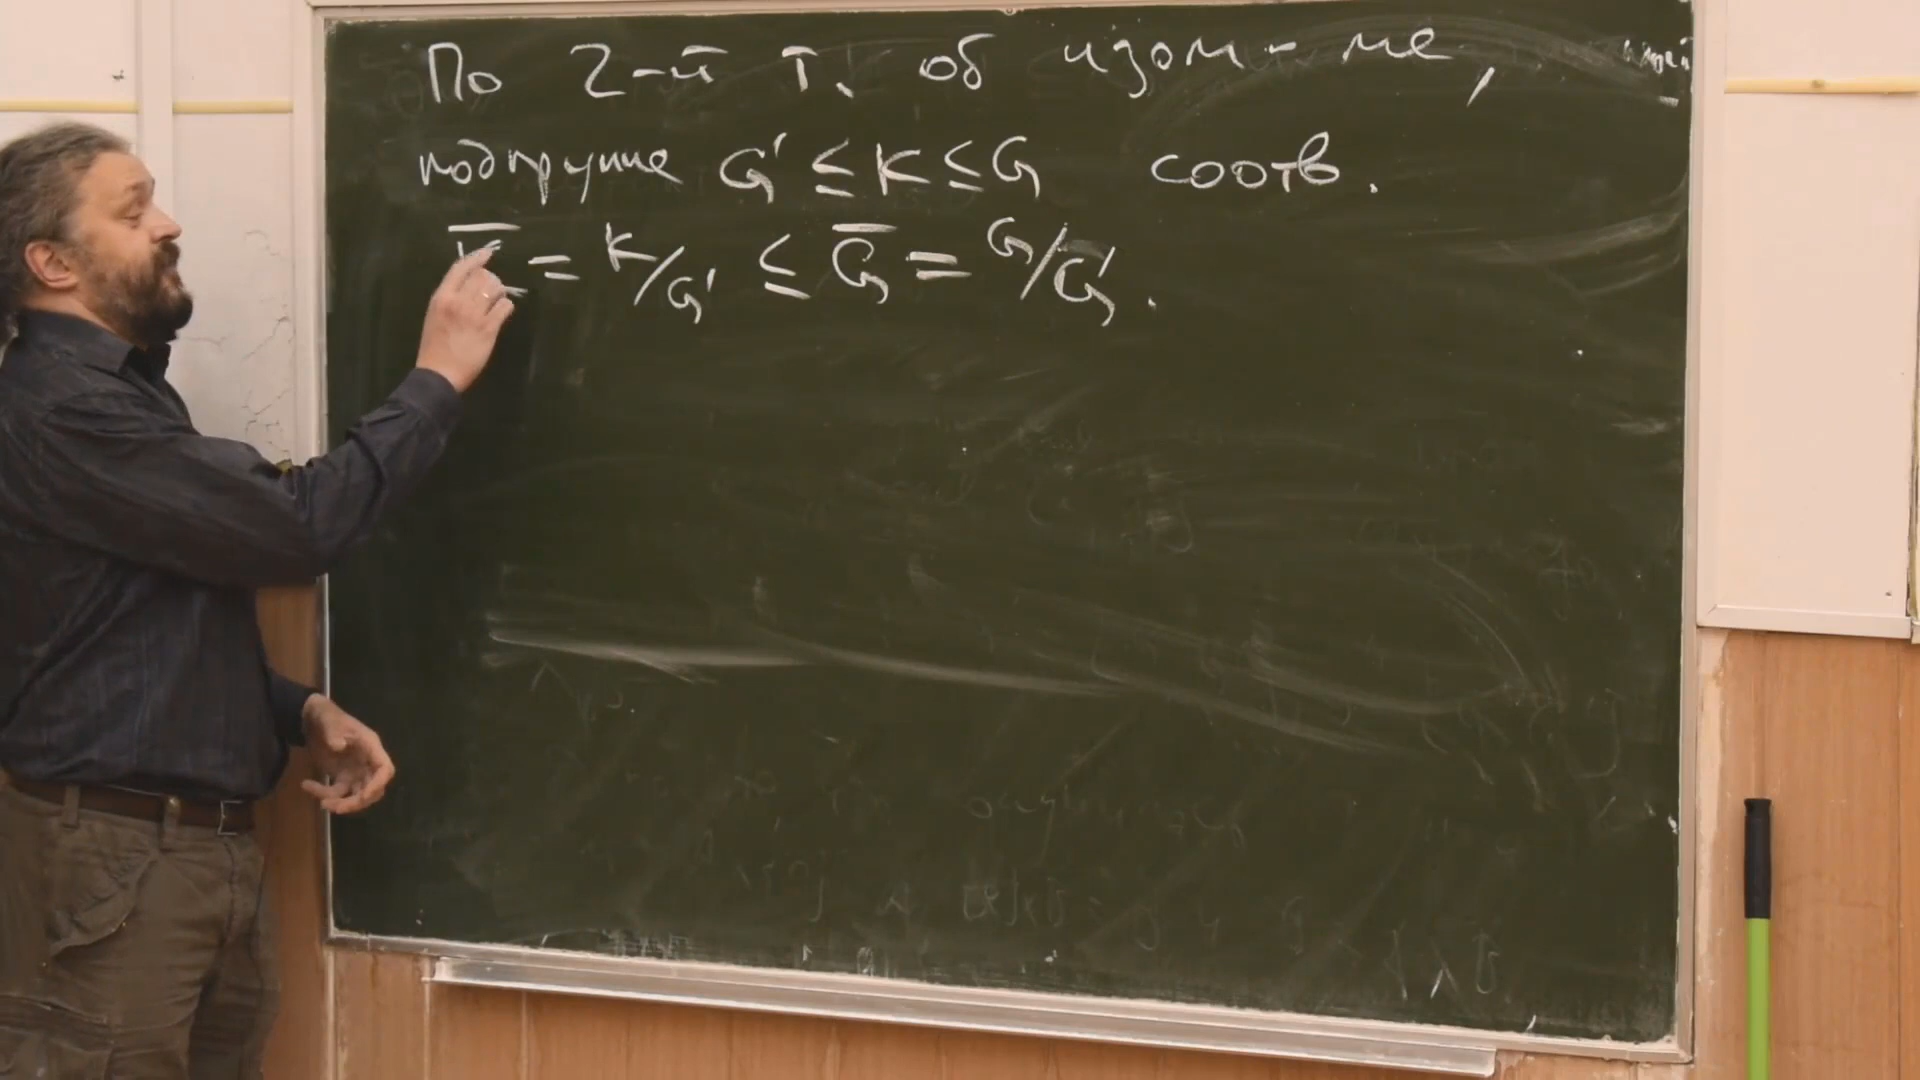 По 2-й т. об изом-ме,
подгруппе G' ≤ K ≤ G соотв.
K̅ = K/G' ≤ G̅ = G/G'.